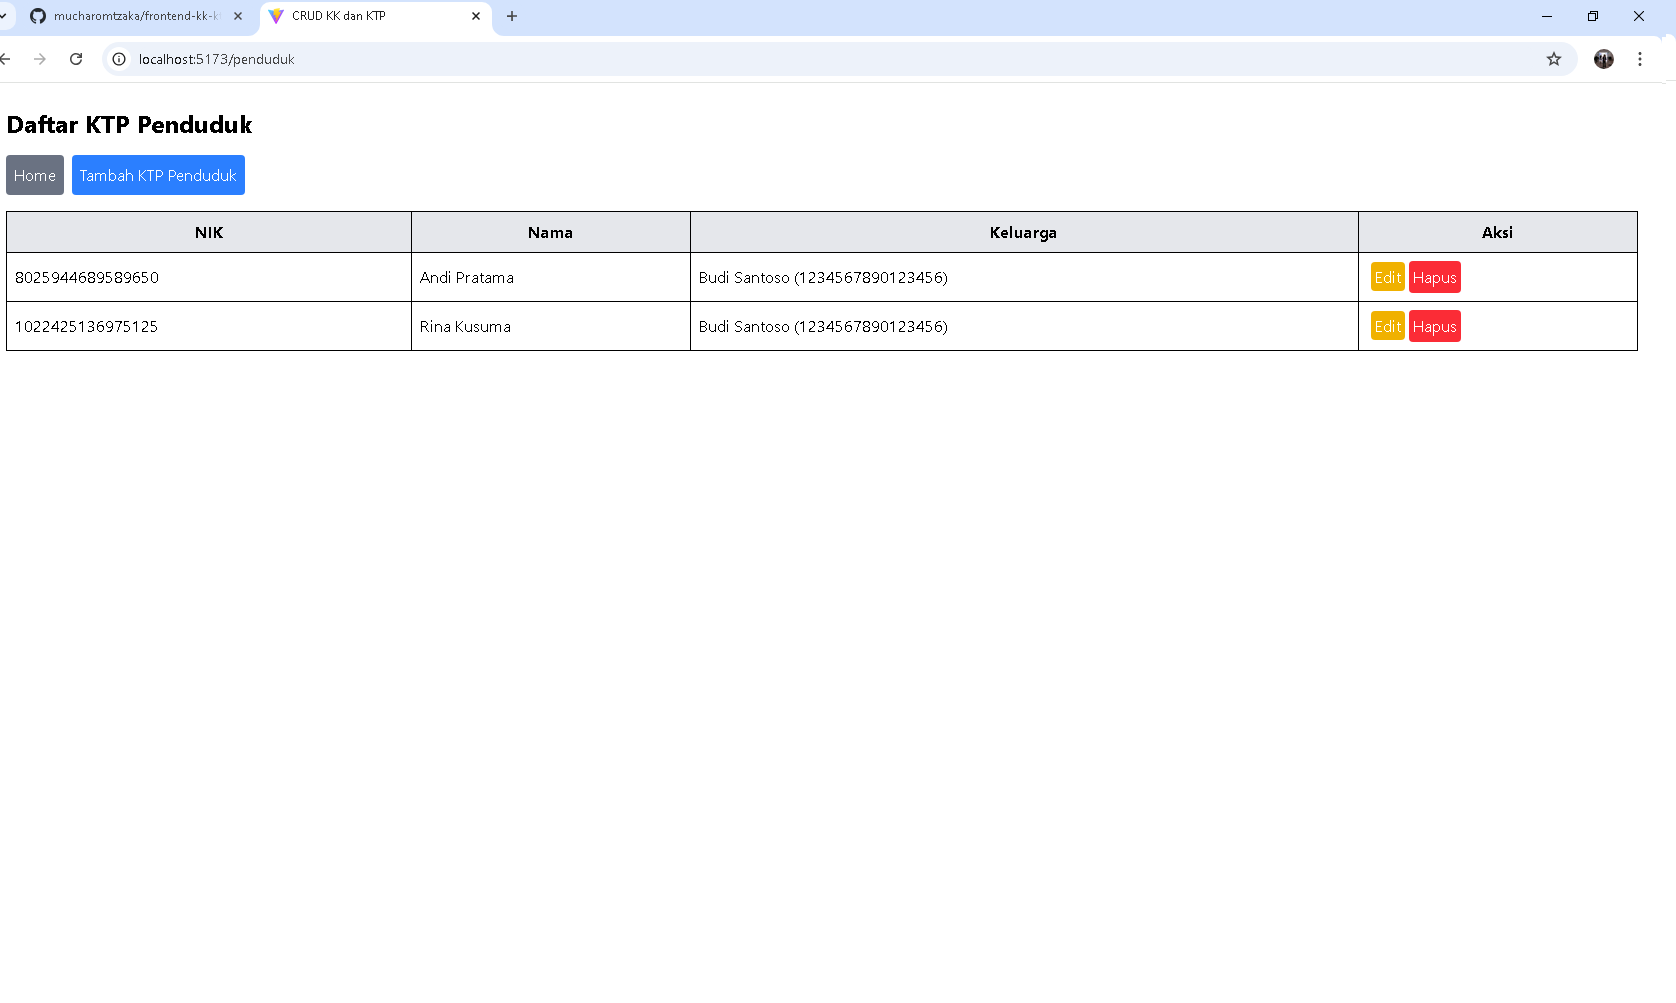 mucharomtzaka/frontend-kk-k
CRUD KK dan KTP
localhost:5173/penduduk
Daftar KTP Penduduk
Home Tambah KTP Penduduk
NIK Nama Keluarga Aksi
8025944689589650 Andi Pratama Budi Santoso (1234567890123456) Edit Hapus
1022425136975125 Rina Kusuma Budi Santoso (1234567890123456) Edit Hapus